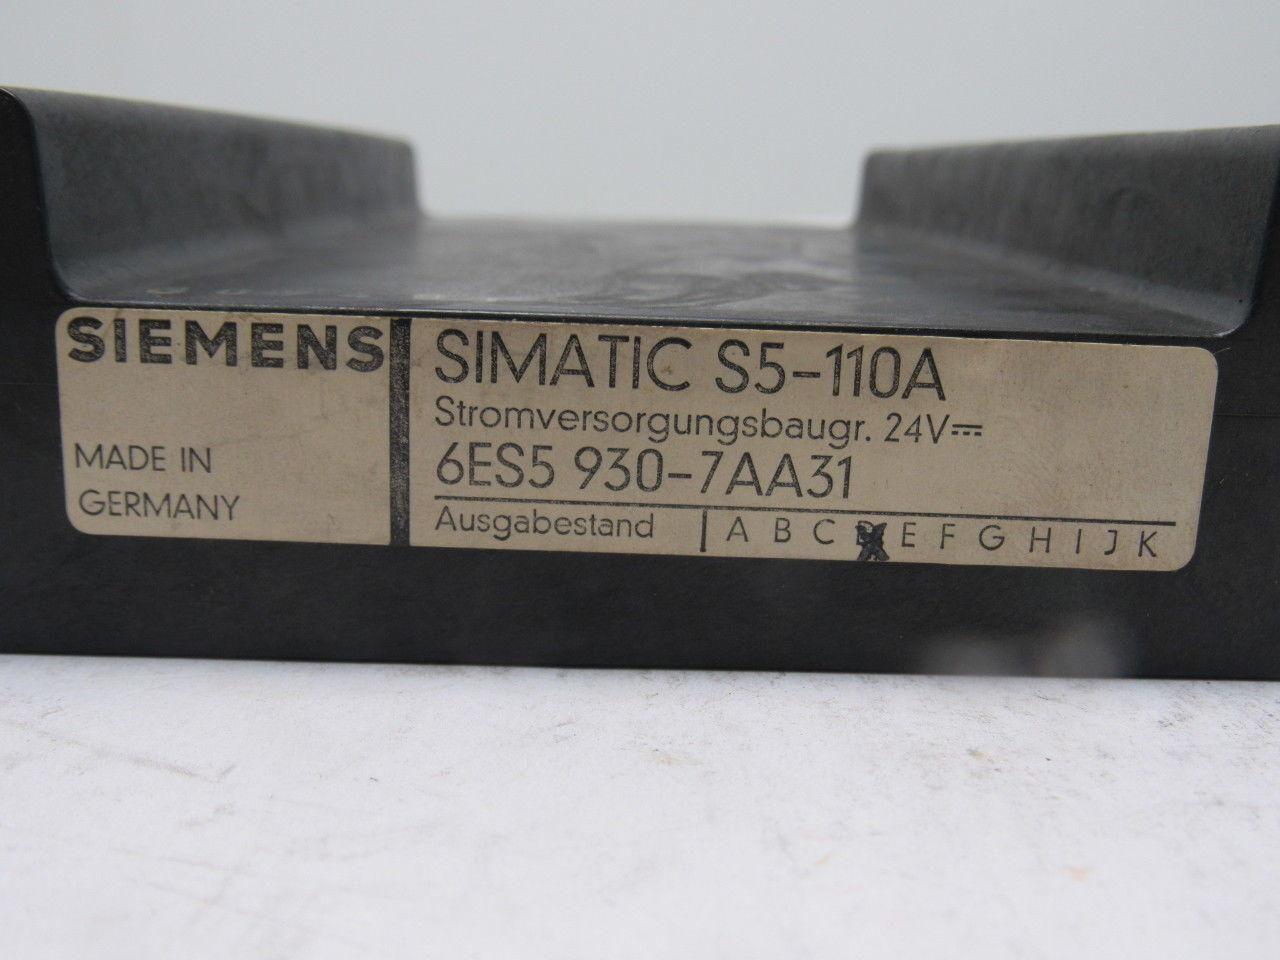 SIEMENS
MADE IN
GERMANY
SIMATIC S5-110A
Stromversorgungsbaugr. 24V⎓
6ES5 930-7AA31
Ausgabestand | A B C D E F G H I J K